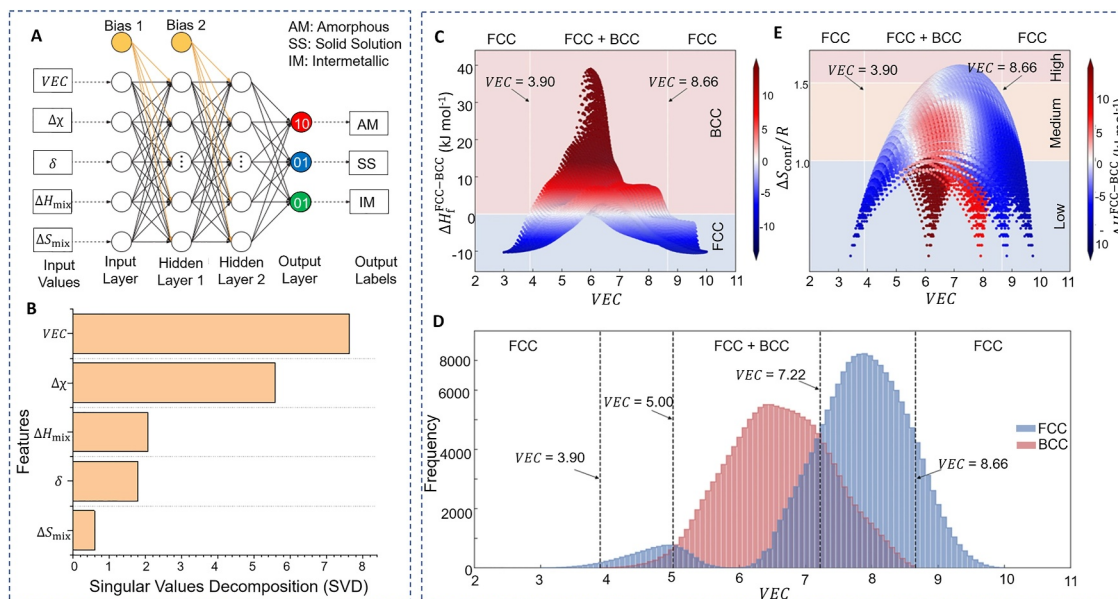 A
Bias 1
Bias 2
AM: Amorphous
SS: Solid Solution
IM: Intermetallic
VEC
Δχ
δ
ΔHmix
ΔSmix
10
01
01
AM
SS
IM
Input Values
Input Layer
Hidden Layer 1
Hidden Layer 2
Output Layer
Output Labels
B
Features
VEC
Δχ
ΔHmix
δ
ΔSmix
0 1 2 3 4 5 6 7 8
Singular Values Decomposition (SVD)
C
FCC
FCC + BCC
FCC
VEC = 3.90
VEC = 8.66
BCC
FCC
ΔHf^FCC−BCC (kJ mol⁻¹)
40
30
20
10
0
-10
2 3 4 5 6 7 8 9 10 11
VEC
10
5
0
-5
-10
E
FCC
FCC + BCC
FCC
VEC = 3.90
VEC = 8.66
High
Medium
Low
ΔSconf/R
1.5
1.0
2 3 4 5 6 7 8 9 10 11
VEC
10
5
0
-5
10
D
FCC
FCC + BCC
FCC
VEC = 7.22
VEC = 5.00
VEC = 3.90
VEC = 8.66
FCC
BCC
Frequency
8000
6000
4000
2000
0
2 3 4 5 6 7 8 9 10 11
VEC